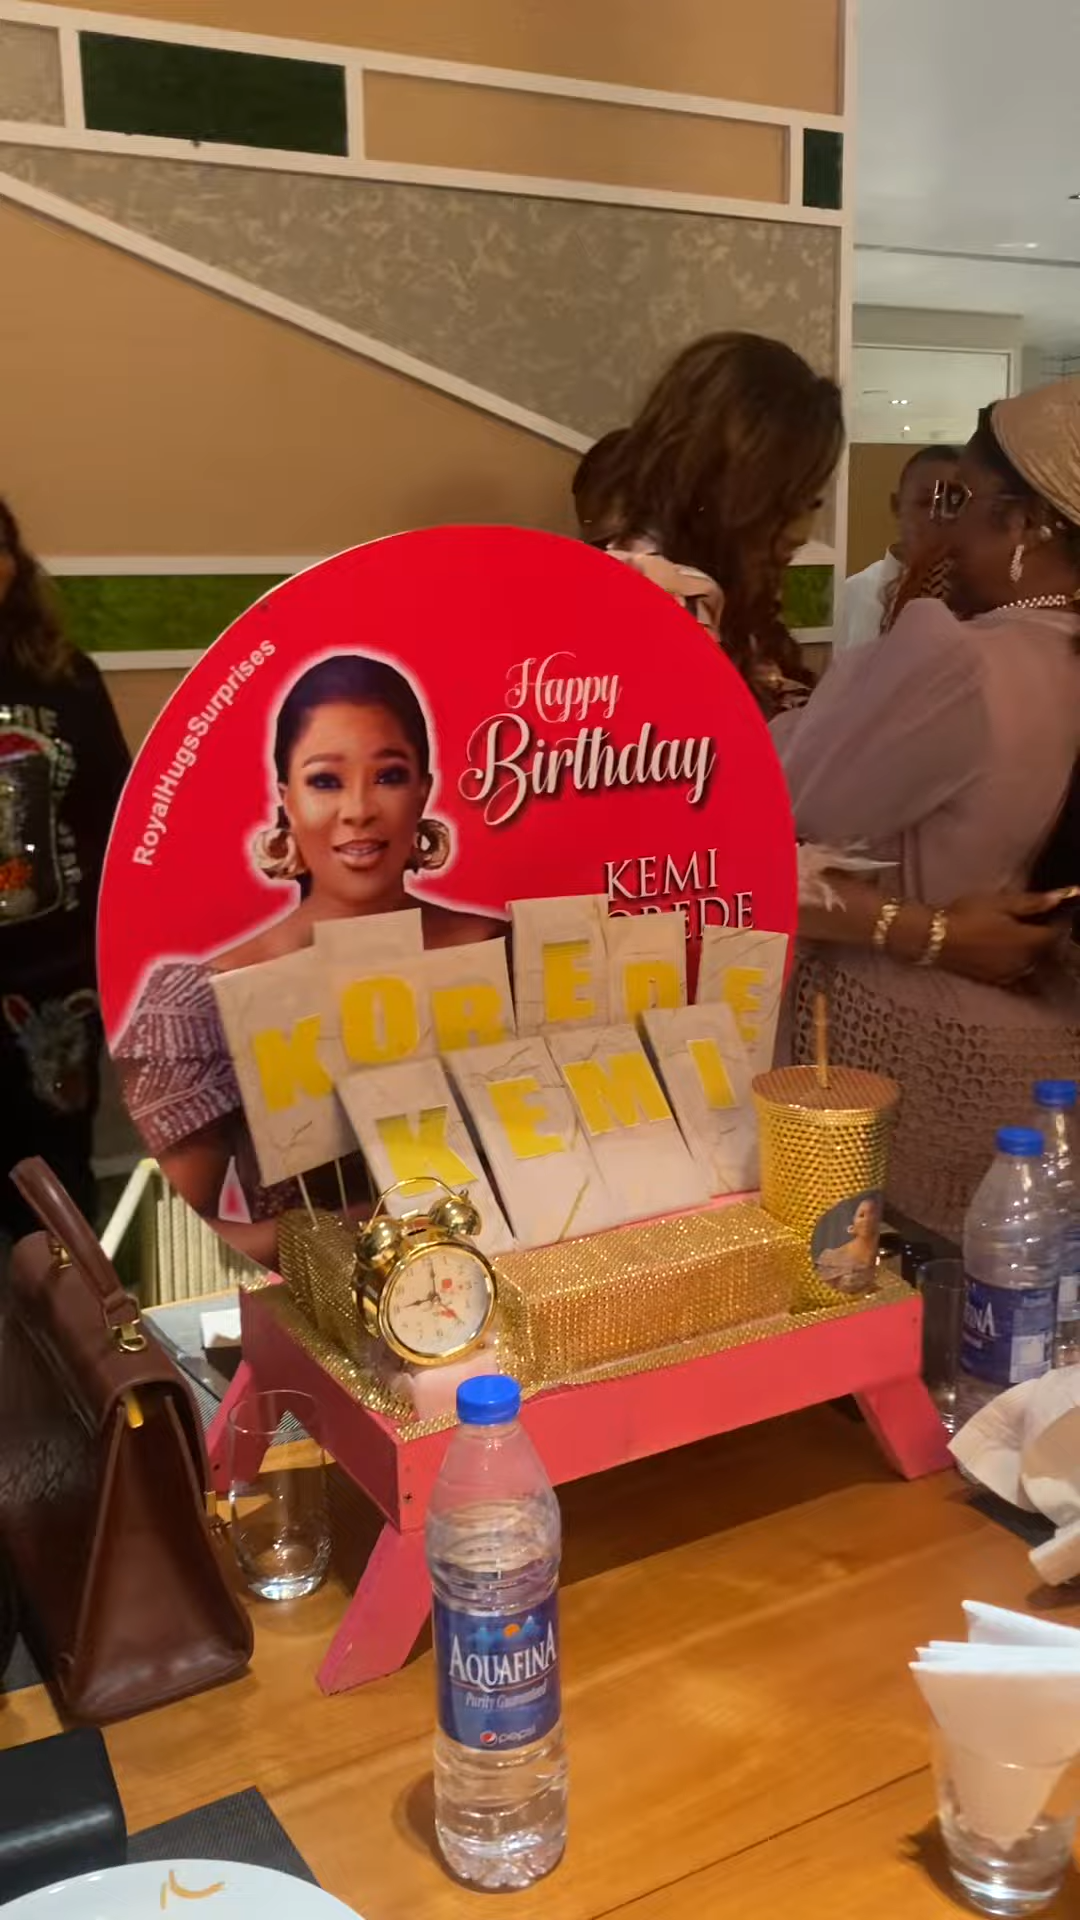 RoyalHugsSurprises
Happy
Birthday
KEMI
KOREDE
KEMI
AQUAFINA
Purity Guaranteed
pepsi